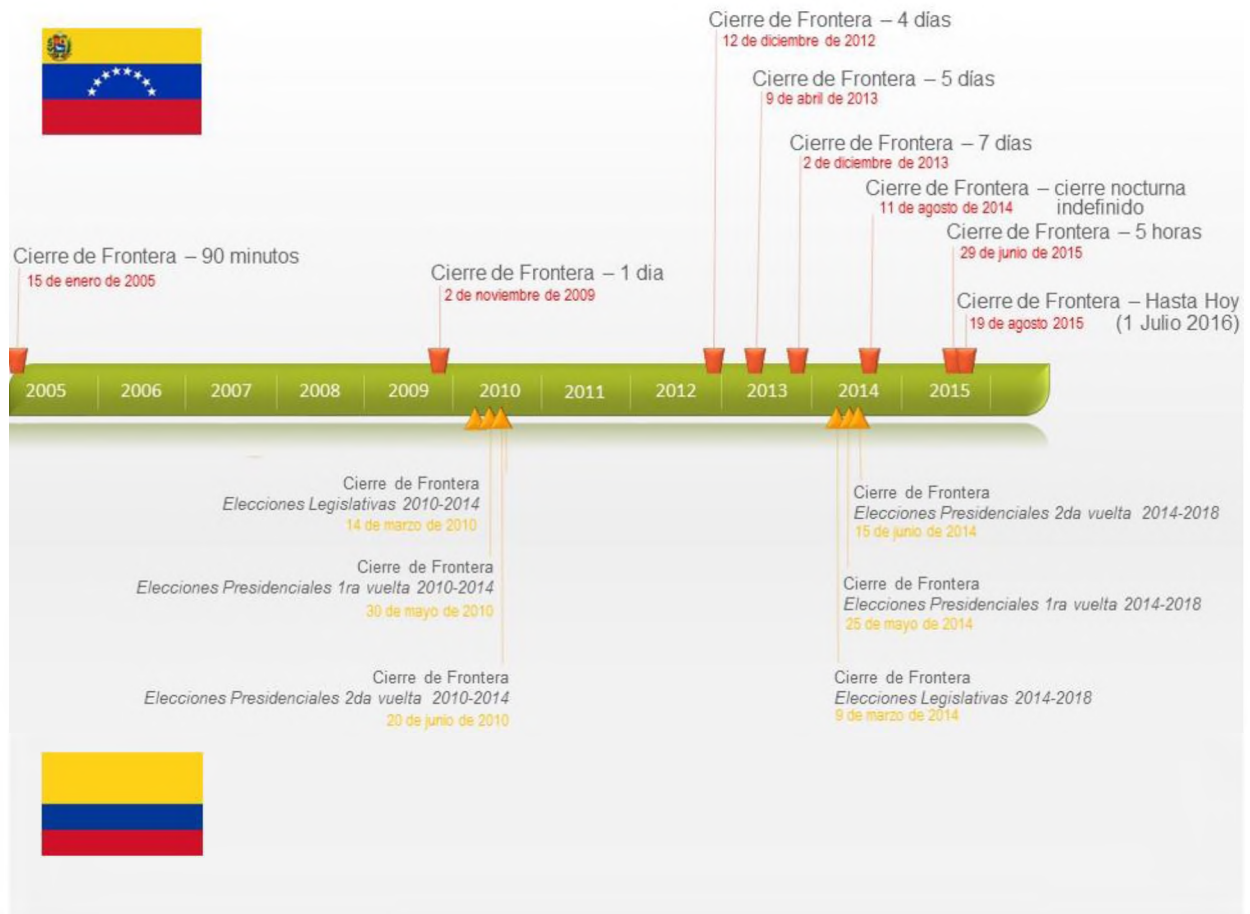 Cierre de Frontera – 4 días
12 de diciembre de 2012
Cierre de Frontera – 5 días
9 de abril de 2013
Cierre de Frontera – 7 días
2 de diciembre de 2013
Cierre de Frontera – cierre nocturna
11 de agosto de 2014 indefinido
Cierre de Frontera – 5 horas
29 de junio de 2015
Cierre de Frontera – 90 minutos
15 de enero de 2005
Cierre de Frontera – 1 dia
2 de noviembre de 2009
Cierre de Frontera – Hasta Hoy
19 de agosto 2015 (1 Julio 2016)
2005 2006 2007 2008 2009 2010 2011 2012 2013 2014 2015
Cierre de Frontera
Elecciones Legislativas 2010-2014
14 de marzo de 2010
Cierre de Frontera
Elecciones Presidenciales 1ra vuelta 2010-2014
30 de mayo de 2010
Cierre de Frontera
Elecciones Presidenciales 2da vuelta 2010-2014
20 de junio de 2010
Cierre de Frontera
Elecciones Presidenciales 2da vuelta 2014-2018
15 de junio de 2014
Cierre de Frontera
Elecciones Presidenciales 1ra vuelta 2014-2018
25 de mayo de 2014
Cierre de Frontera
Elecciones Legislativas 2014-2018
9 de marzo de 2014